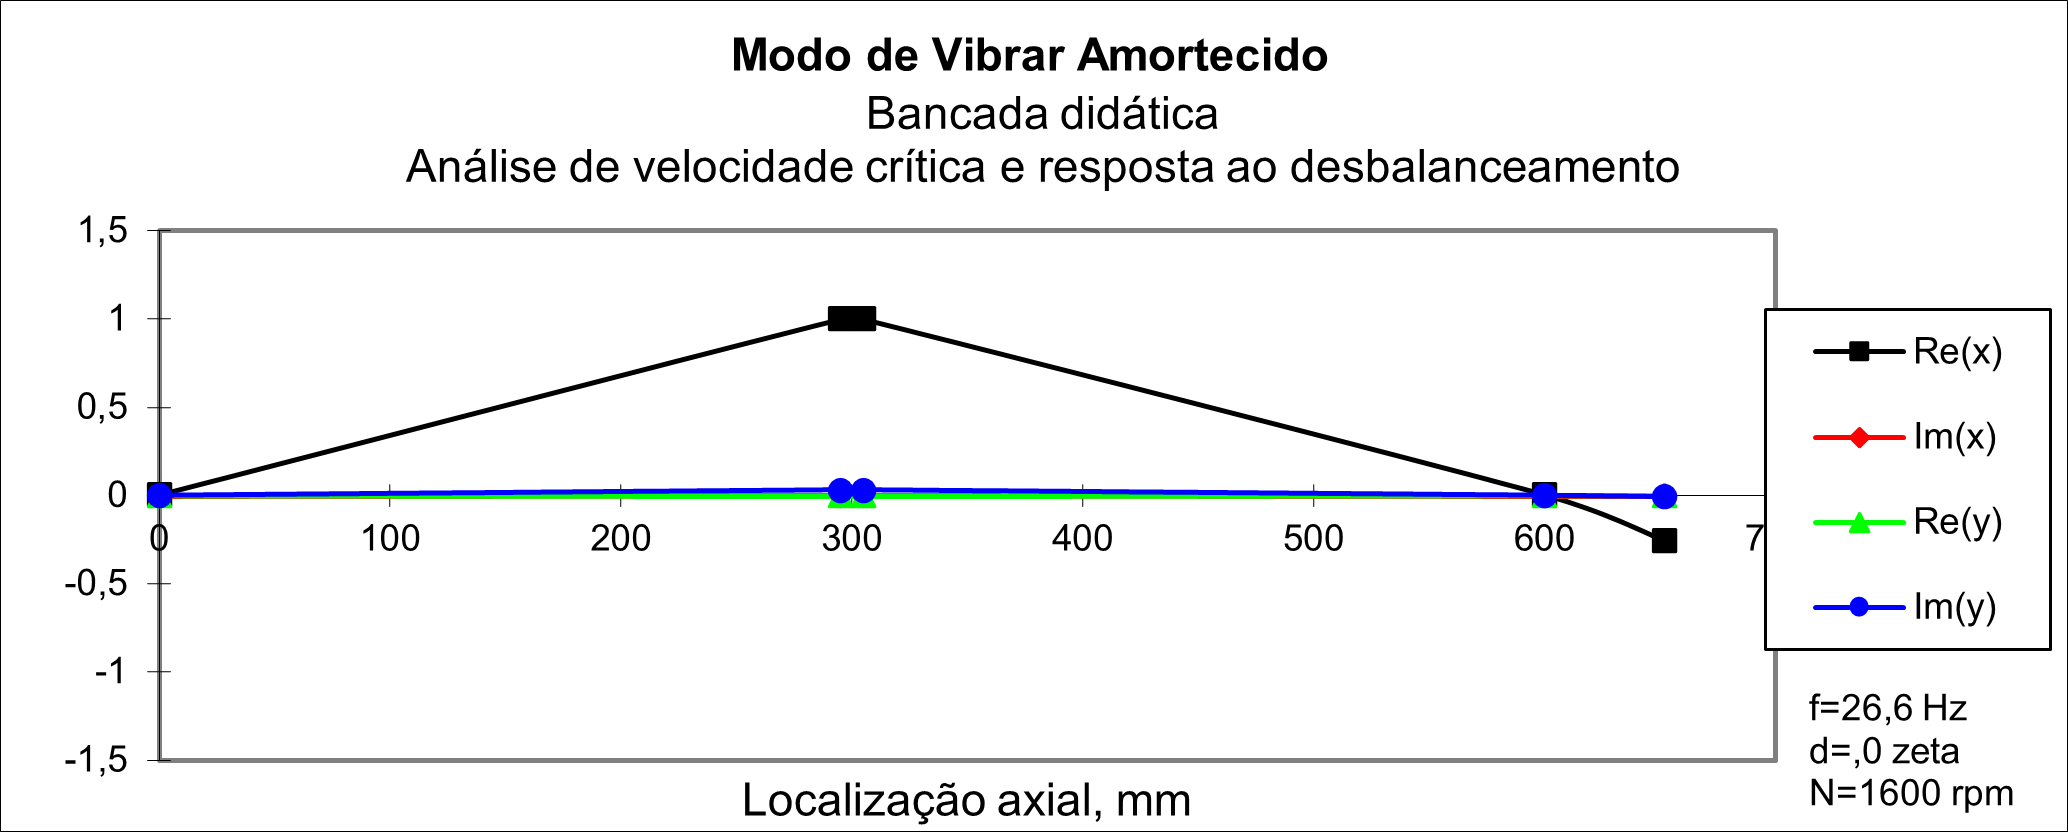 Modo de Vibrar Amortecido
Bancada didática
Análise de velocidade crítica e resposta ao desbalanceamento
1,5
1
0,5
0
-0,5
-1
-1,5
0 100 200 300 400 500 600 7
Localização axial, mm
Re(x)
Im(x)
Re(y)
Im(y)
f=26,6 Hz
d=,0 zeta
N=1600 rpm